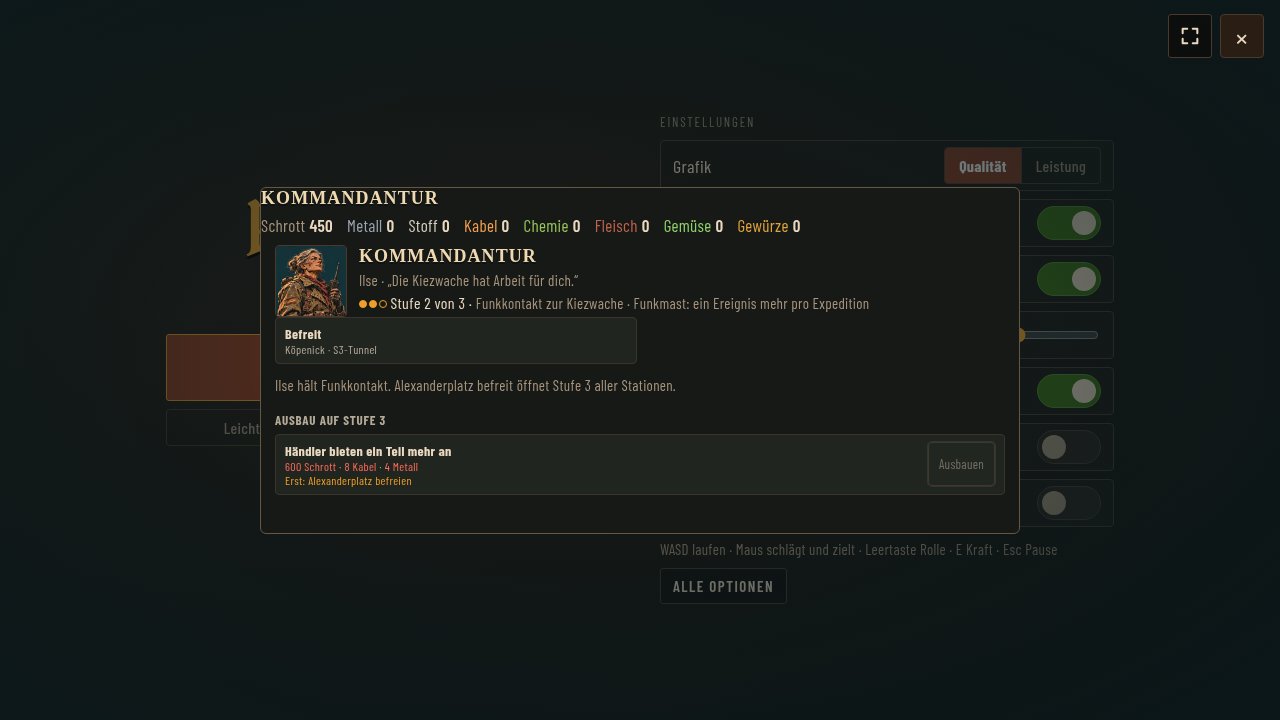 EINSTELLUNGEN
Grafik Qualität Leistung
KOMMANDANTUR
Schrott 450 Metall 0 Stoff 0 Kabel 0 Chemie 0 Fleisch 0 Gemüse 0 Gewürze 0
KOMMANDANTUR
Ilse · „Die Kiezwache hat Arbeit für dich.“
Stufe 2 von 3 · Funkkontakt zur Kiezwache · Funkmast: ein Ereignis mehr pro Expedition
Befreit
Köpenick · S3-Tunnel
Ilse hält Funkkontakt. Alexanderplatz befreit öffnet Stufe 3 aller Stationen.
Leicht
AUSBAU AUF STUFE 3
Händler bieten ein Teil mehr an
600 Schrott · 8 Kabel · 4 Metall
Erst: Alexanderplatz befreien
Ausbauen
WASD laufen · Maus schlägt und zielt · Leertaste Rolle · E Kraft · Esc Pause
ALLE OPTIONEN